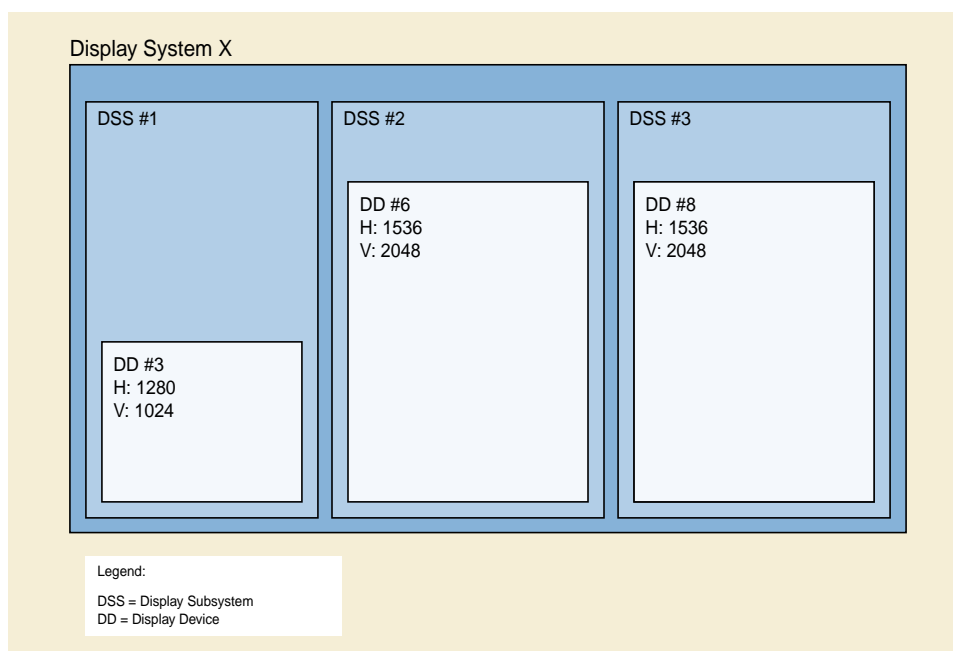 Display System X
DSS #1
DSS #2
DSS #3
DD #6
H: 1536
V: 2048
DD #8
H: 1536
V: 2048
DD #3
H: 1280
V: 1024
Legend:
DSS = Display Subsystem
DD = Display Device